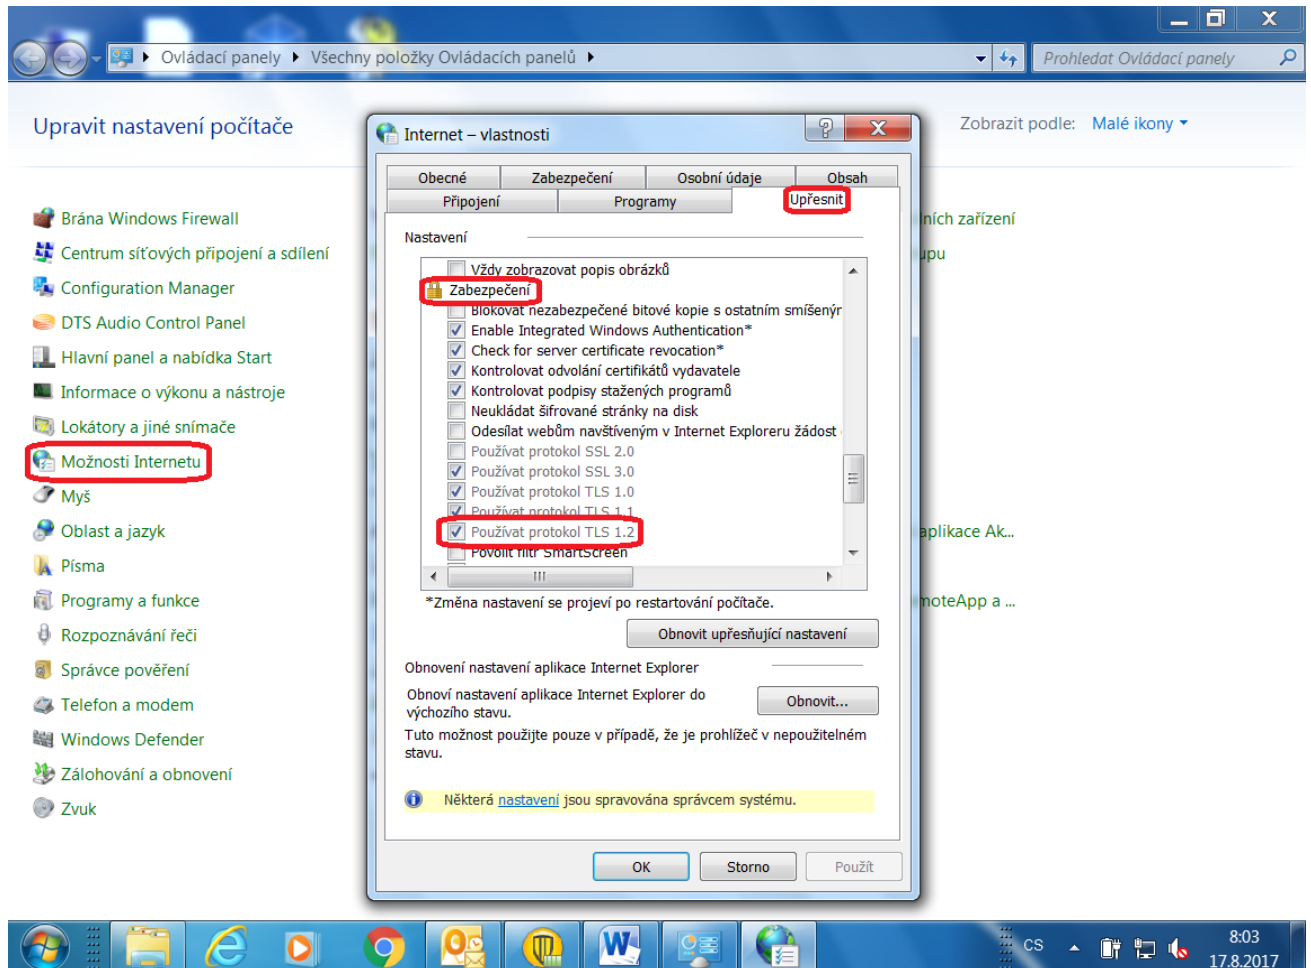 Ovládací panely
Všechny položky Ovládacích panelů
Prohledat Ovládací panely
Upravit nastavení počítače
Zobrazit podle: Malé ikony
Brána Windows Firewall
Centrum síťových připojení a sdílení
Configuration Manager
DTS Audio Control Panel
Hlavní panel a nabídka Start
Informace o výkonu a nástroje
Lokátory a jiné snímače
Možnosti Internetu
Myš
Oblast a jazyk
Písma
Programy a funkce
Rozpoznávání řeči
Správce pověření
Telefon a modem
Windows Defender
Zálohování a obnovení
Zvuk
Internet – vlastnosti
Obecné Zabezpečení Osobní údaje Obsah
Připojení Programy Upřesnit
Nastavení
Vždy zobrazovat popis obrázků
Zabezpečení
Blokovat nezabezpečené bitové kopie s ostatním smíšeným
Enable Integrated Windows Authentication*
Check for server certificate revocation*
Kontrolovat odvolání certifikátů vydavatele
Kontrolovat podpisy stažených programů
Neukládat šifrované stránky na disk
Odesílat webům navštíveným v Internet Exploreru žádost
Používat protokol SSL 2.0
Používat protokol SSL 3.0
Používat protokol TLS 1.0
Používat protokol TLS 1.1
Používat protokol TLS 1.2
Povolit filtr SmartScreen
*Změna nastavení se projeví po restartování počítače.
Obnovit upřesňující nastavení
Obnovení nastavení aplikace Internet Explorer
Obnoví nastavení aplikace Internet Explorer do
výchozího stavu.
Obnovit...
Tuto možnost použijte pouze v případě, že je prohlížeč v nepoužitelném
stavu.
Některá nastavení jsou spravována správcem systému.
OK Storno Použít
ních zařízení
upu
aplikace Ak...
moteApp a ...
CS
8:03
17.8.2017